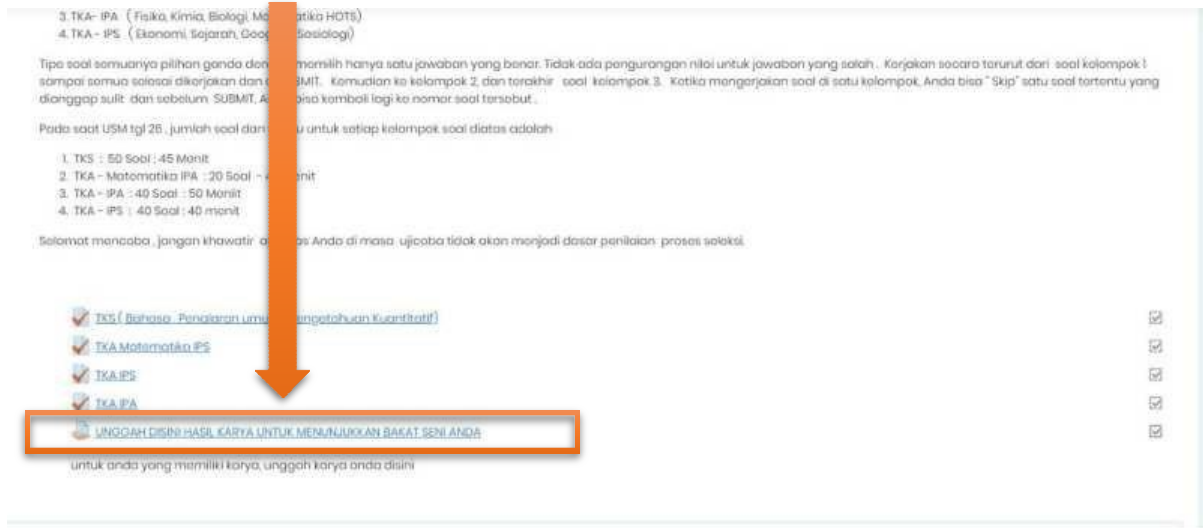 3. TKA- IPA ( Fisika, Kimia, Biologi, Ma atika HOTS)
4. TKA - IPS ( Ekonomi, Sejarah, Sosiologi)
Tipe soal semuanya pilihan ganda memilih hanya satu jawaban yang benar. Tidak ada pengurangan nilai untuk jawaban yang salah . Kerjakan secara terurut dari soal kelompok 1
sampai semua selesai dikerjakan dan Kemudian ke kelompok 2, dan terakhir soal kelompok 3. Ketika mengerjakan soal di satu kelompok, Anda bisa " Skip" satu soal tertentu yang
dianggap sulit dan sebelum SUBMIT, bisa kembali lagi ke nomor soal tersebut .
Pada saat USM tgl 26 , jumlah soal dan untuk setiap kelompok soal diatas adalah
1. TKS : 50 Soal ; 45 Menit
2. TKA - Matematika IPA : 20 Soal -
3. TKA - IPA : 40 Soal : 50 Meniit
4. TKA - IPS : 40 Soal : 40 menit
Selamat mencoba , jangan khawatir Anda di masa ujicoba tidak akan menjadi dasar penilaian proses seleksi.
TKS ( Bahasa , Penalaran Kuantitatif)
TKA Matematika IPS
TKA IPS
TKA IPA
UNGGAH DISINI HASIL KARYA UNTUK MENUNJUKKAN BAKAT SENI ANDA
untuk anda yang memiliki karya, unggah karya anda disini